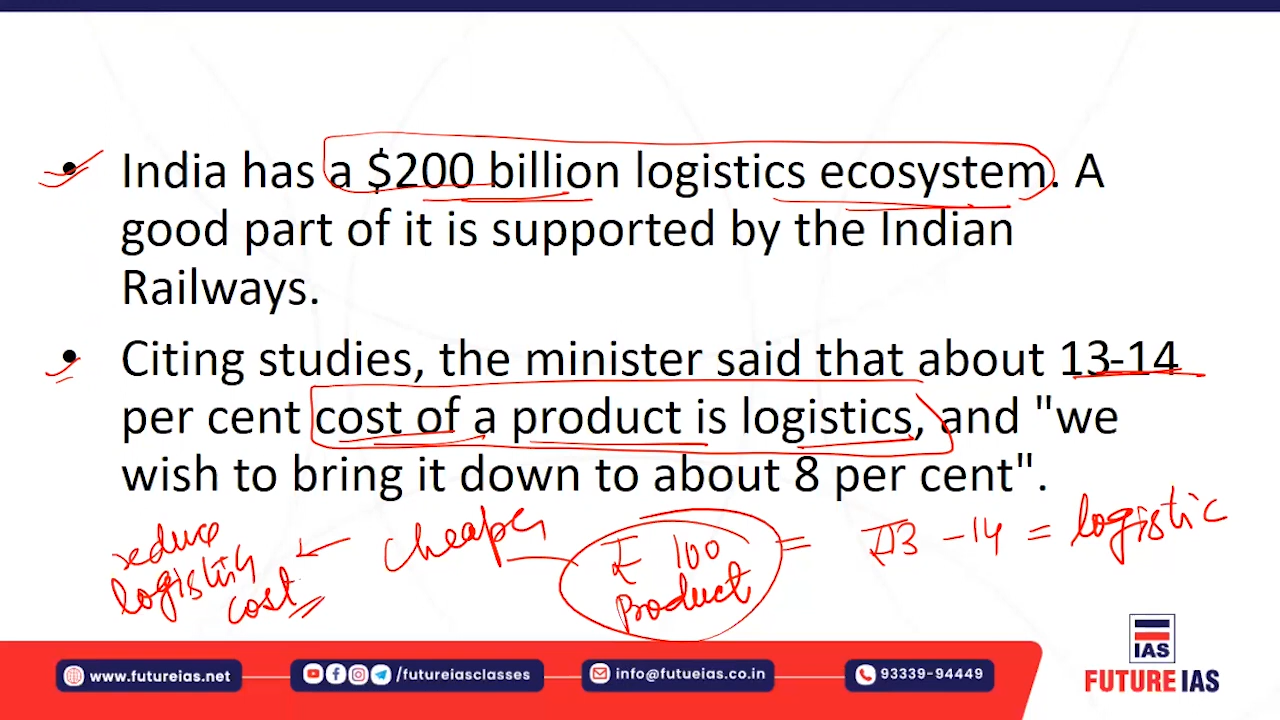 • India has a $200 billion logistics ecosystem. A
good part of it is supported by the Indian
Railways.
• Citing studies, the minister said that about 13-14
per cent cost of a product is logistics, and "we
wish to bring it down to about 8 per cent".
reduce
logistics
cost
← cheaper
₹ 100
Product
= ₹13 - 14 = logistic
www.futureias.net
/futureiasclasses
info@futueias.co.in
93339-94449
IAS
FUTURE IAS